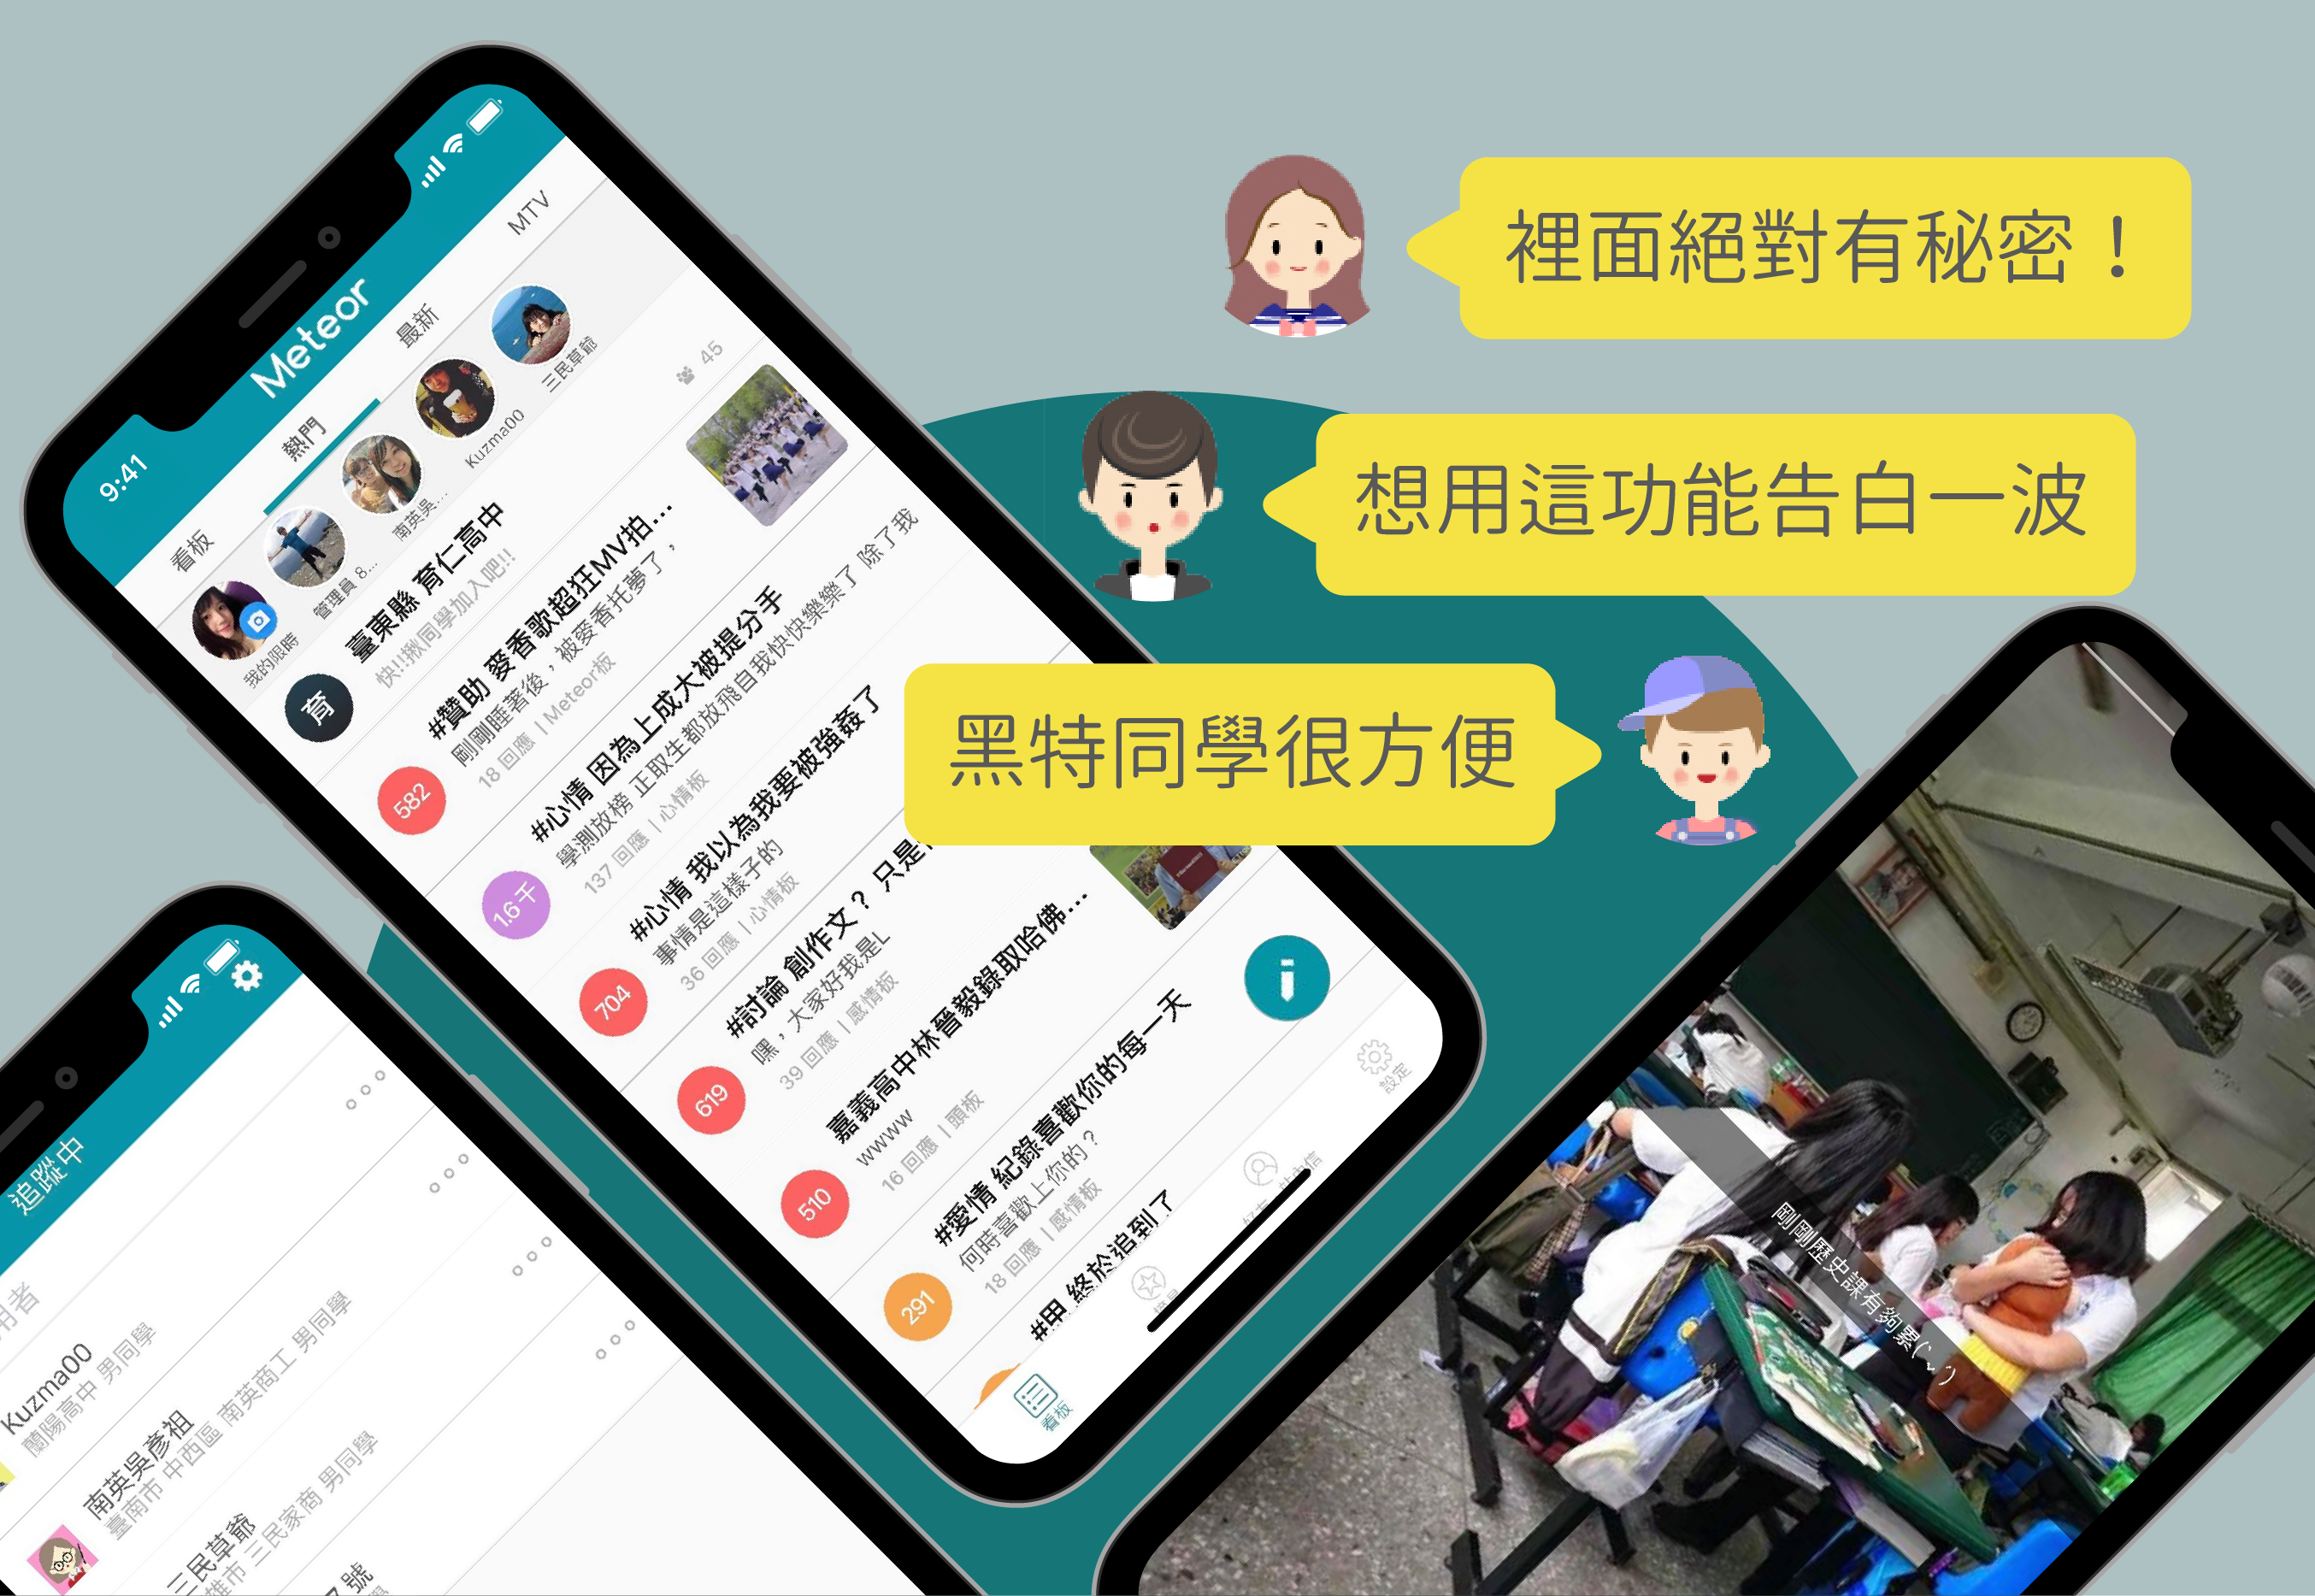 裡面絕對有秘密！
想用這功能告白一波
黑特同學很方便
9:41
Meteor
看板
熱門
最新
MTV
我的限時
管理員 8...
南英吳...
Kuzma00
三民草爺
育
臺東縣 育仁高中
快!!揪同學加入吧!!
45
582
#贊助 麥香歌超狂MV拍...
剛剛睡著後，被麥香托夢了，
18 回應 | Meteor板
1.6 千
#心情 因為上成大被提分手
學測放榜 正取生都放飛自我快快樂樂了 除了我
137 回應 | 心情板
704
#心情 我以為我要被強姦了
事情是這樣子的
36 回應 | 心情板
619
#討論 創作文？ 只是
嘿，大家好我是L
39 回應 | 感情板
510
嘉義高中林晉毅錄取哈佛...
wwww
16 回應 | 頭板
291
#愛情 紀錄喜歡你的每一天
何時喜歡上你的？
18 回應 | 感情板
#甲 終於追到了
看板
設定
追蹤中
用者
Kuzma00
蘭陽高中 男同學
南英吳彥祖
臺南市 中西區 南英商工 男同學
三民草爺
雄市 三民家商 男同學
號
剛剛歷史課有夠累(